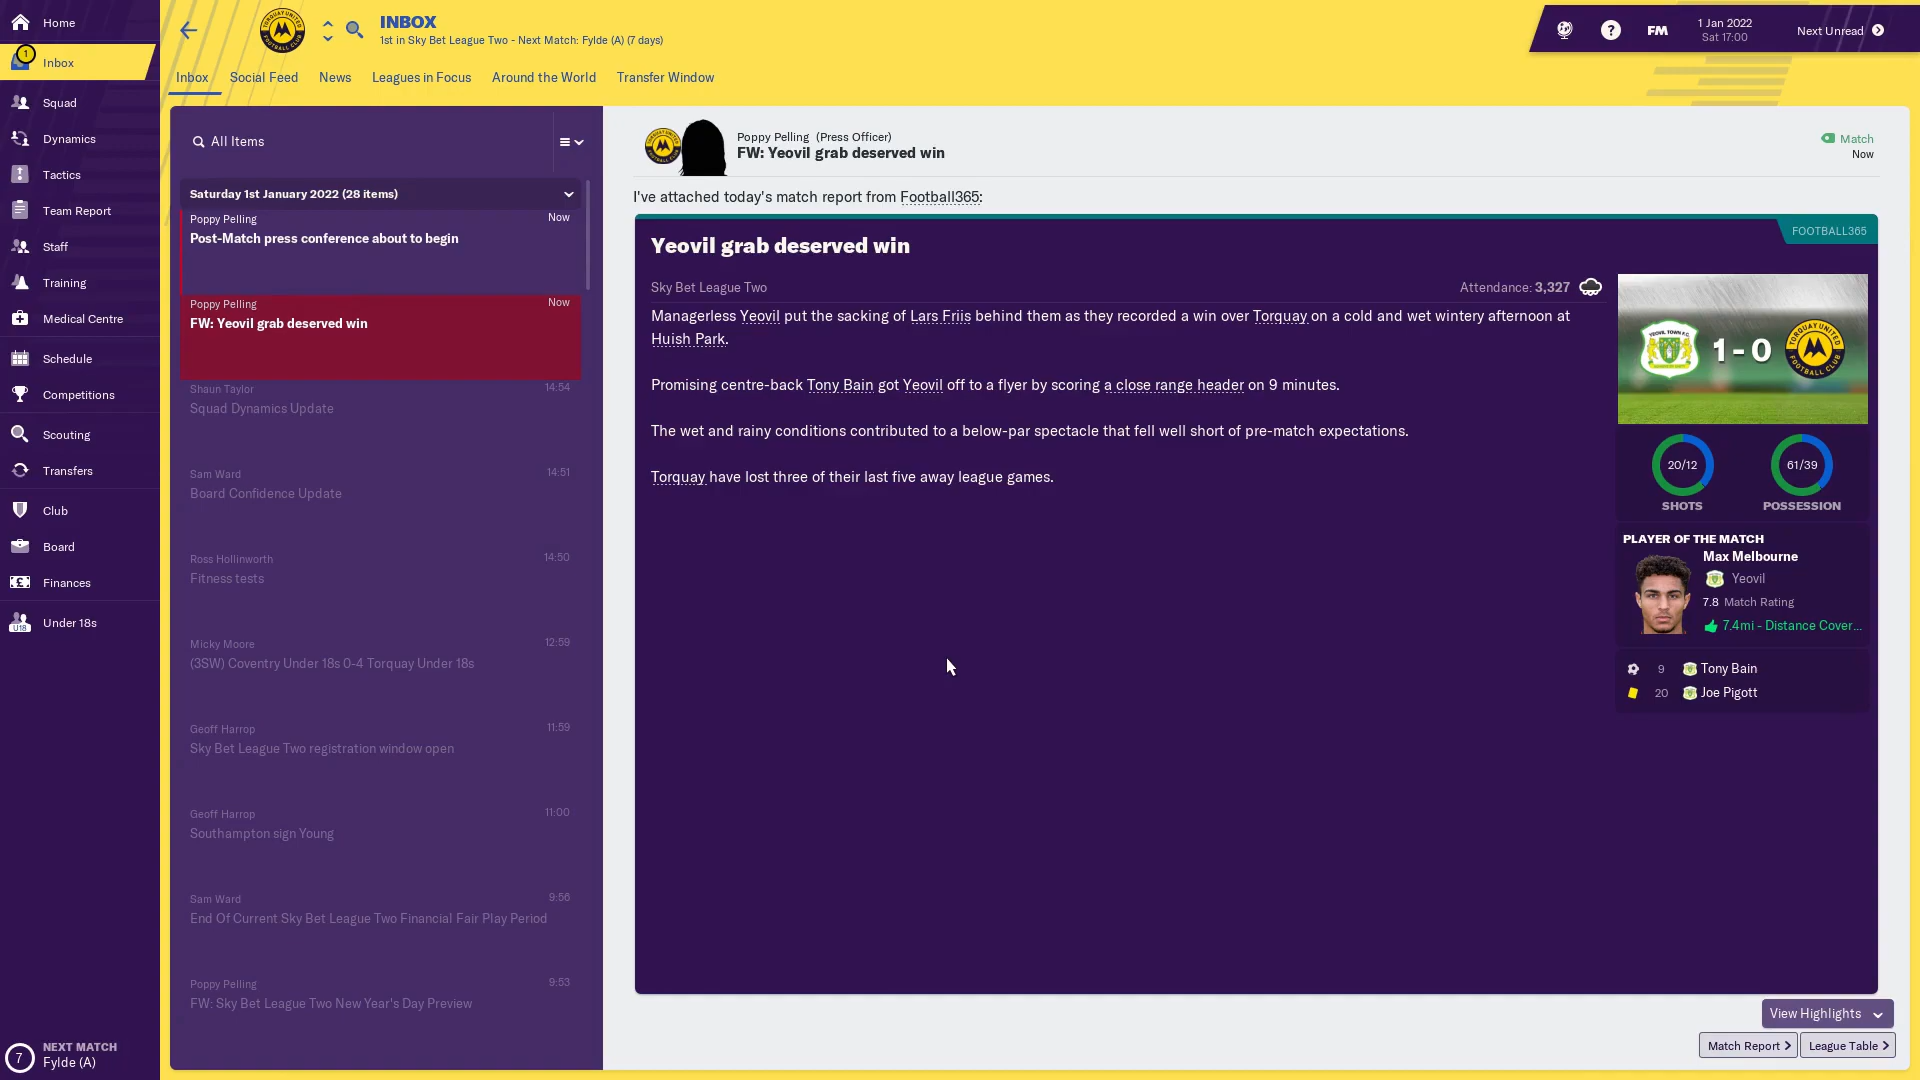 Home
1
Inbox
Squad
Dynamics
Tactics
Team Report
Staff
Training
Medical Centre
Schedule
Competitions
Scouting
Transfers
Club
Board
Finances
U18
Under 18s
7
NEXT MATCH
Fylde (A)
INBOX
1st in Sky Bet League Two - Next Match: Fylde (A) (7 days)
TORQUAY UNITED
FOOTBALL CLUB
FM
1 Jan 2022
Sat 17:00
Next Unread
Inbox
Social Feed
News
Leagues in Focus
Around the World
Transfer Window
All Items
Saturday 1st January 2022 (28 items)
Poppy Pelling
Now
Post-Match press conference about to begin
Poppy Pelling
Now
FW: Yeovil grab deserved win
Shaun Taylor
14:54
Squad Dynamics Update
Sam Ward
14:51
Board Confidence Update
Ross Hollinworth
14:50
Fitness tests
Micky Moore
12:59
(3SW) Coventry Under 18s 0-4 Torquay Under 18s
Geoff Harrop
11:59
Sky Bet League Two registration window open
Geoff Harrop
11:00
Southampton sign Young
Sam Ward
9:56
End Of Current Sky Bet League Two Financial Fair Play Period
Poppy Pelling
9:53
FW: Sky Bet League Two New Year's Day Preview
Poppy Pelling (Press Officer)
FW: Yeovil grab deserved win
Match
Now
I've attached today's match report from Football365:
FOOTBALL365
Yeovil grab deserved win
Sky Bet League Two
Attendance: 3,327
Managerless Yeovil put the sacking of Lars Friis behind them as they recorded a win over Torquay on a cold and wet wintery afternoon at
Huish Park.
Promising centre-back Tony Bain got Yeovil off to a flyer by scoring a close range header on 9 minutes.
The wet and rainy conditions contributed to a below-par spectacle that fell well short of pre-match expectations.
Torquay have lost three of their last five away league games.
YEOVIL TOWN F.C.
1 - 0
TORQUAY UNITED
FOOTBALL CLUB
20/12
SHOTS
61/39
POSSESSION
PLAYER OF THE MATCH
Max Melbourne
Yeovil
7.8 Match Rating
7.4mi - Distance Cover...
9 Tony Bain
20 Joe Pigott
View Highlights
Match Report
League Table